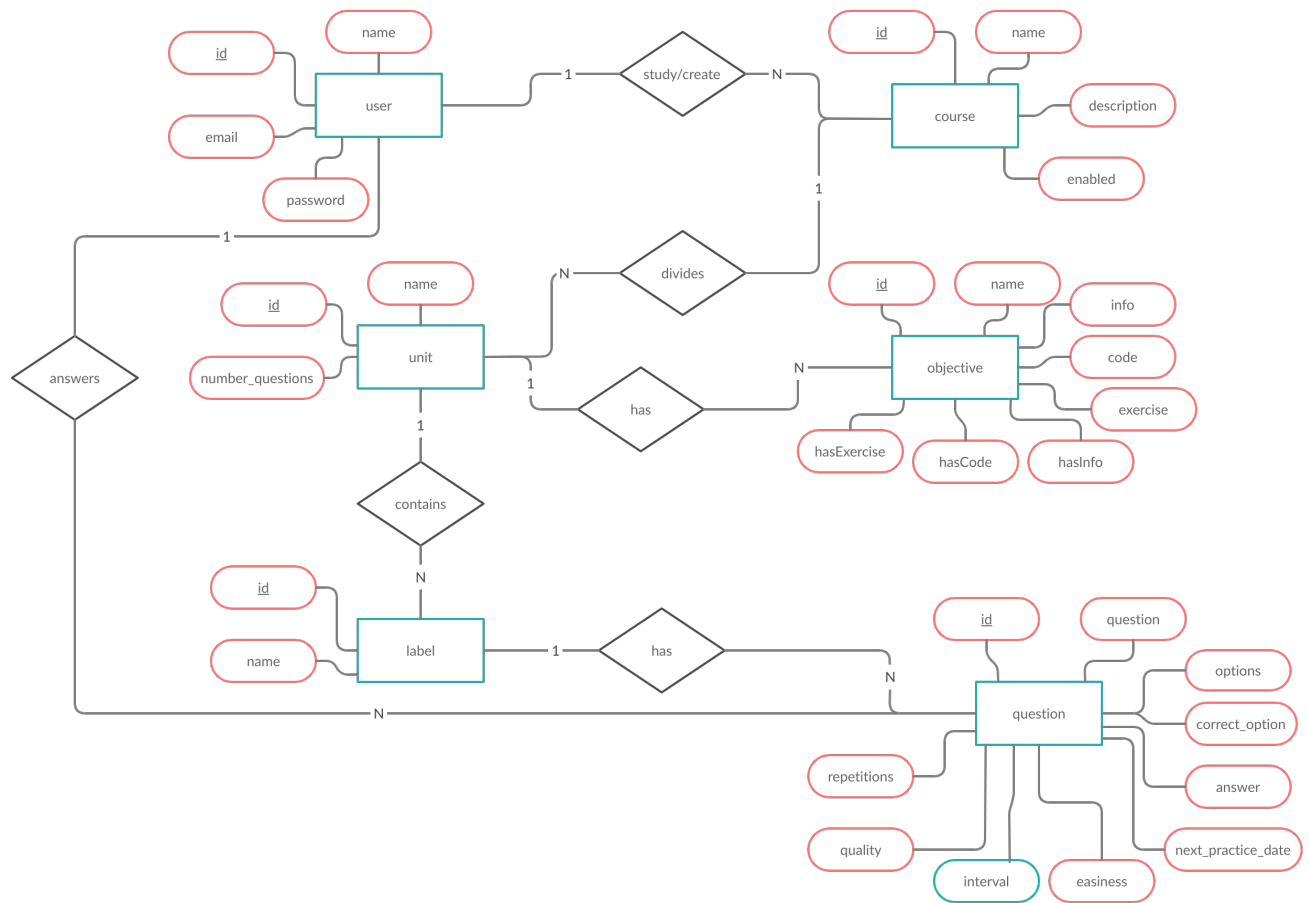 name
id
study/create
1
N
user
course
id
name
description
email
password
enabled
1
1
name
id
N
divides
id
name
info
number_questions
unit
answers
1
has
N
objective
code
exercise
hasExercise
hasCode
hasInfo
1
contains
N
id
name
label
1
has
N
id
question
options
N
question
correct_option
repetitions
answer
quality
next_practice_date
interval
easiness